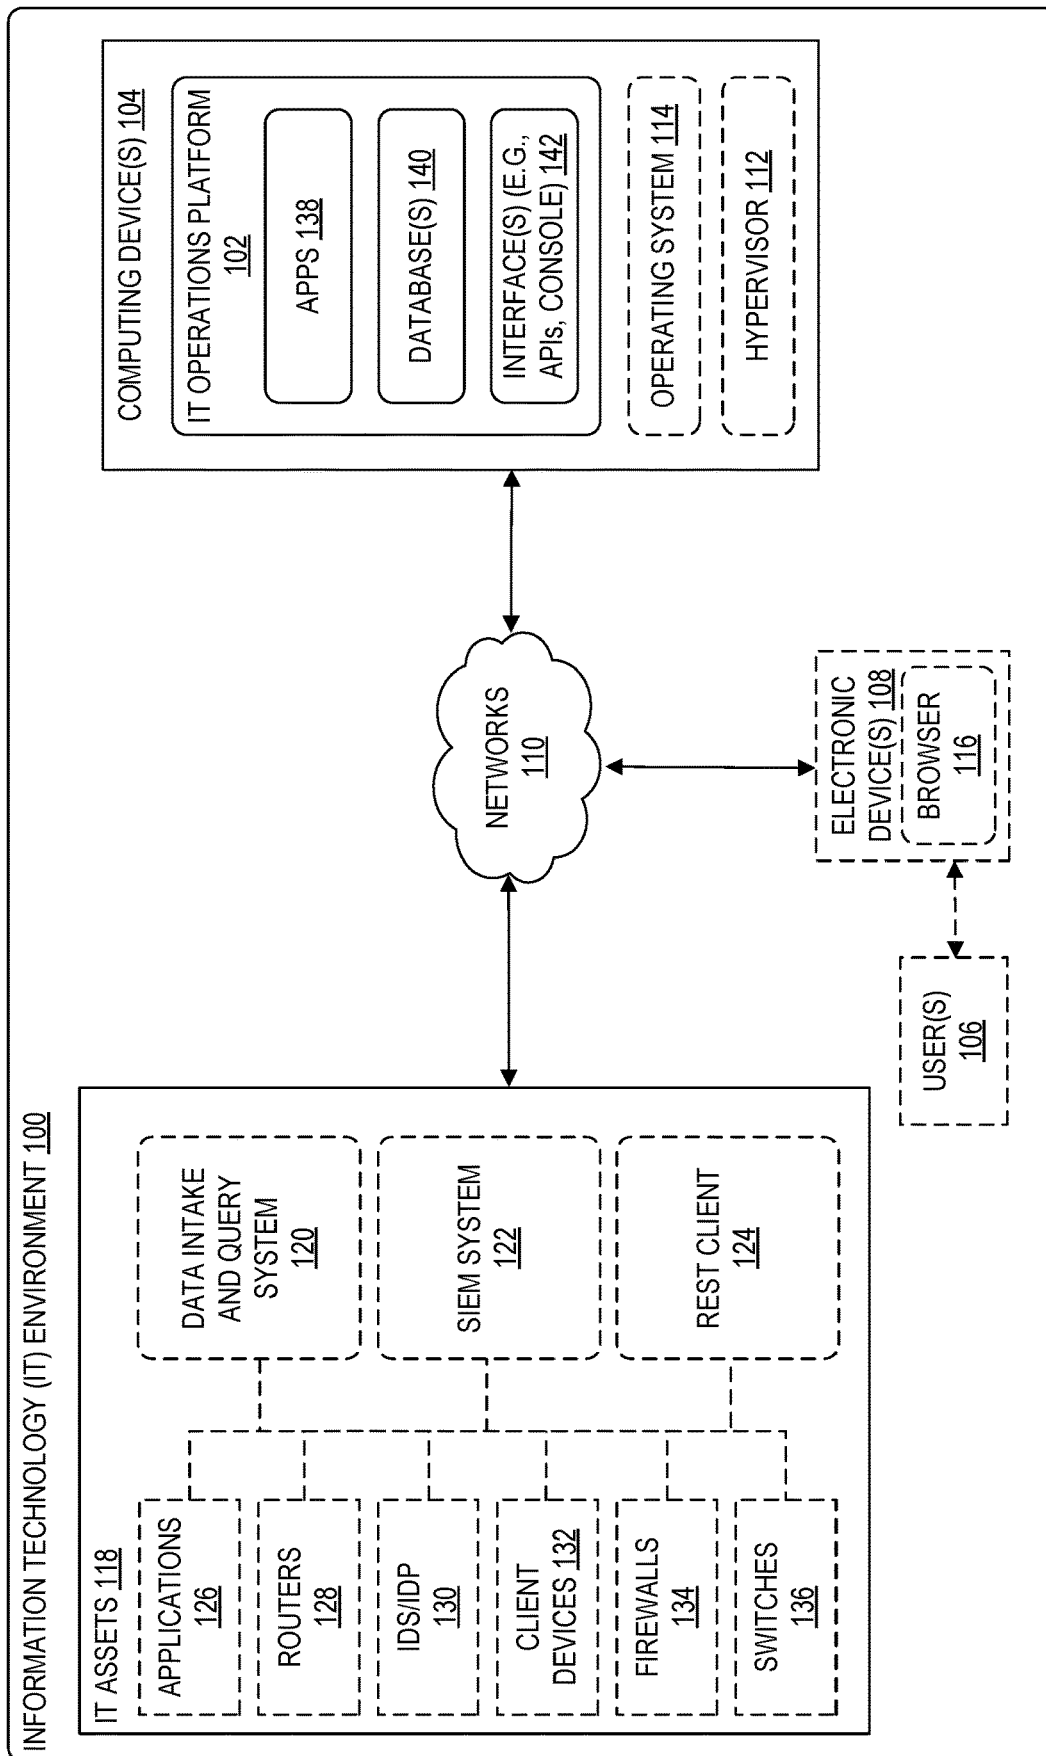 INFORMATION TECHNOLOGY (IT) ENVIRONMENT 100
IT ASSETS 118
APPLICATIONS
126
ROUTERS
128
IDS/IDP
130
CLIENT
DEVICES 132
FIREWALLS
134
SWITCHES
136
DATA INTAKE
AND QUERY
SYSTEM
120
SIEM SYSTEM
122
REST CLIENT
124
NETWORKS
110
USER(S)
106
ELECTRONIC
DEVICE(S) 108
BROWSER
116
COMPUTING DEVICE(S) 104
IT OPERATIONS PLATFORM
102
APPS 138
DATABASE(S) 140
INTERFACE(S) (E.G.,
APIs, CONSOLE) 142
OPERATING SYSTEM 114
HYPERVISOR 112